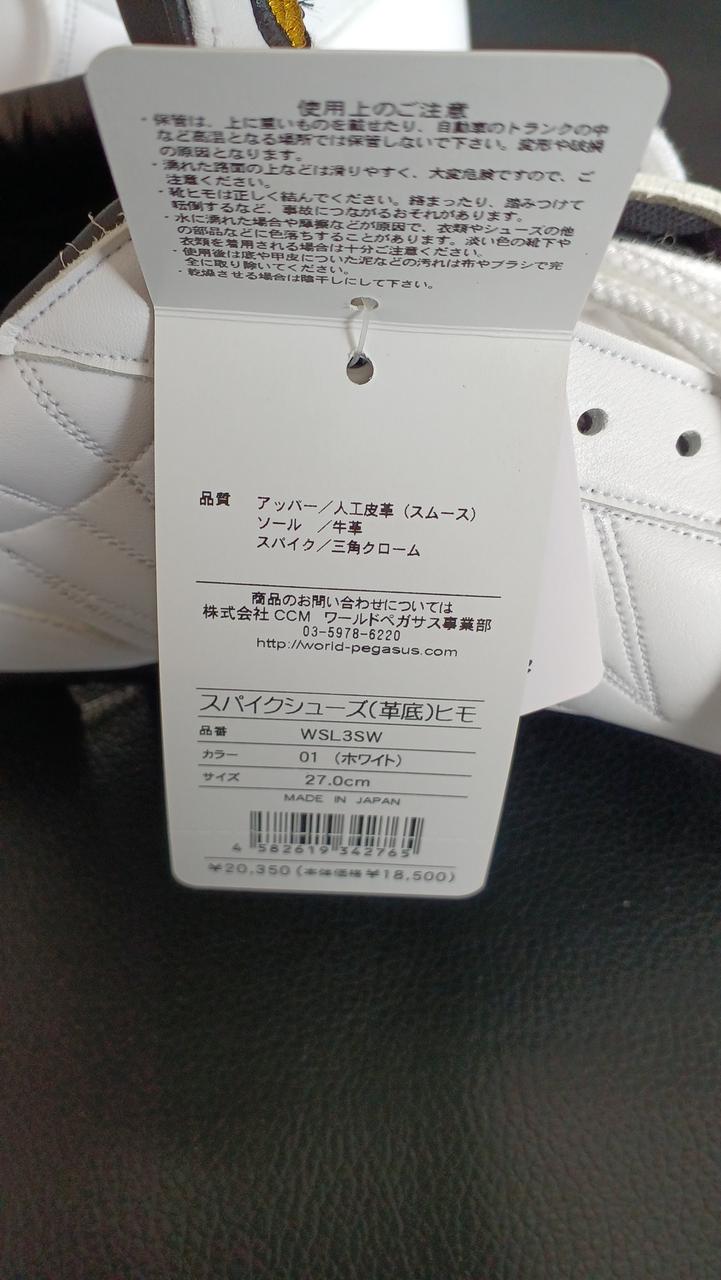 使用上のご注意
・保管は、上に重いものを載せたり、自動車のトランクの中
など高温となる場所では保管しないで下さい。変形や破損
の原因となります。
・濡れた路面の上などは滑りやすく、大変危険ですので、ご
注意ください。
・靴ヒモは正しく結んでください。絡まったり、踏みつけて
転倒するなど、事故につながるおそれがあります。
・水に濡れた場合や摩擦などが原因で、衣類やシューズの他
の部品などに色落ちすることがあります。淡い色の靴下や
衣類を着用される場合は十分ご注意ください。
・使用後は底や甲皮についた泥などの汚れは布やブラシで完
全に取り除いてください。
・乾燥させる場合は陰干しにして下さい。
品質 アッパー／人工皮革（スムース）
ソール ／牛革
スパイク／三角クローム
商品のお問い合わせについては
株式会社 CCM ワールドペガサス事業部
03-5978-6220
http://world-pegasus.com
スパイクシューズ(革底)ヒモ
品番 WSL3SW
カラー 01 （ホワイト）
サイズ 27.0cm
MADE IN JAPAN
4 582619 342765
￥20,350(本体価格￥18,500)